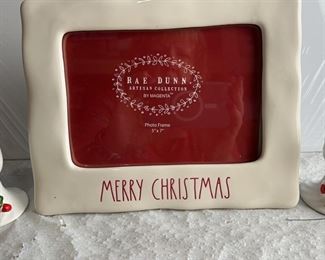 RAE DUNN.
ARTISAN COLLECTION
BY MAGENTA
Photo Frame
5" x 7"
MERRY CHRISTMAS